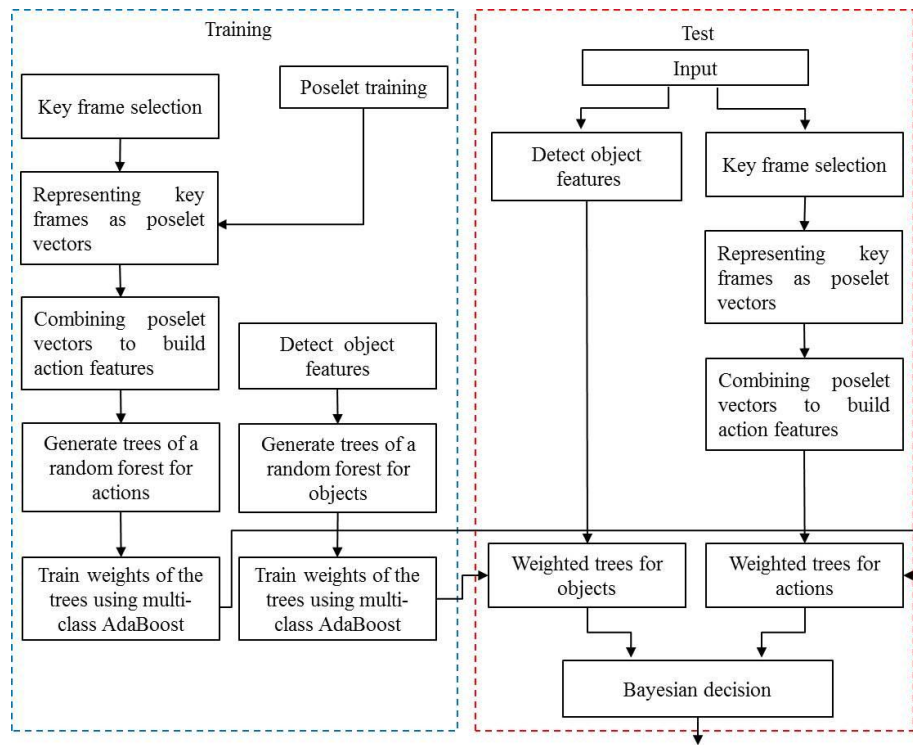 Training
Key frame selection
Poselet training
Representing key
frames as poselet
vectors
Combining poselet
vectors to build
action features
Detect object
features
Generate trees of a
random forest for
actions
Generate trees of a
random forest for
objects
Train weights of the
trees using multi-
class AdaBoost
Train weights of the
trees using multi-
class AdaBoost
Test
Input
Detect object
features
Key frame selection
Representing key
frames as poselet
vectors
Combining poselet
vectors to build
action features
Weighted trees for
objects
Weighted trees for
actions
Bayesian decision